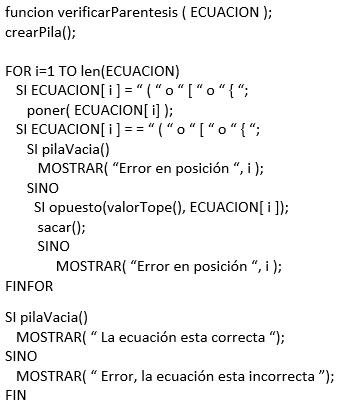 funcion verificarParentesis ( ECUACION );
crearPila();
FOR i=1 TO len(ECUACION)
SI ECUACION[ i ] = “ ( “ o “ [ “ o “ { “;
poner( ECUACION[ i] );
SI ECUACION[ i ] = = “ ( “ o “ [ “ o “ { “;
SI pilaVacia()
MOSTRAR( “Error en posición “, i );
SINO
SI opuesto(valorTope(), ECUACION[ i ]);
sacar();
SINO
MOSTRAR( “Error en posición “, i );
FINFOR
SI pilaVacia()
MOSTRAR( “ La ecuación esta correcta “);
SINO
MOSTRAR( “ Error, la ecuación esta incorrecta ”);
FIN